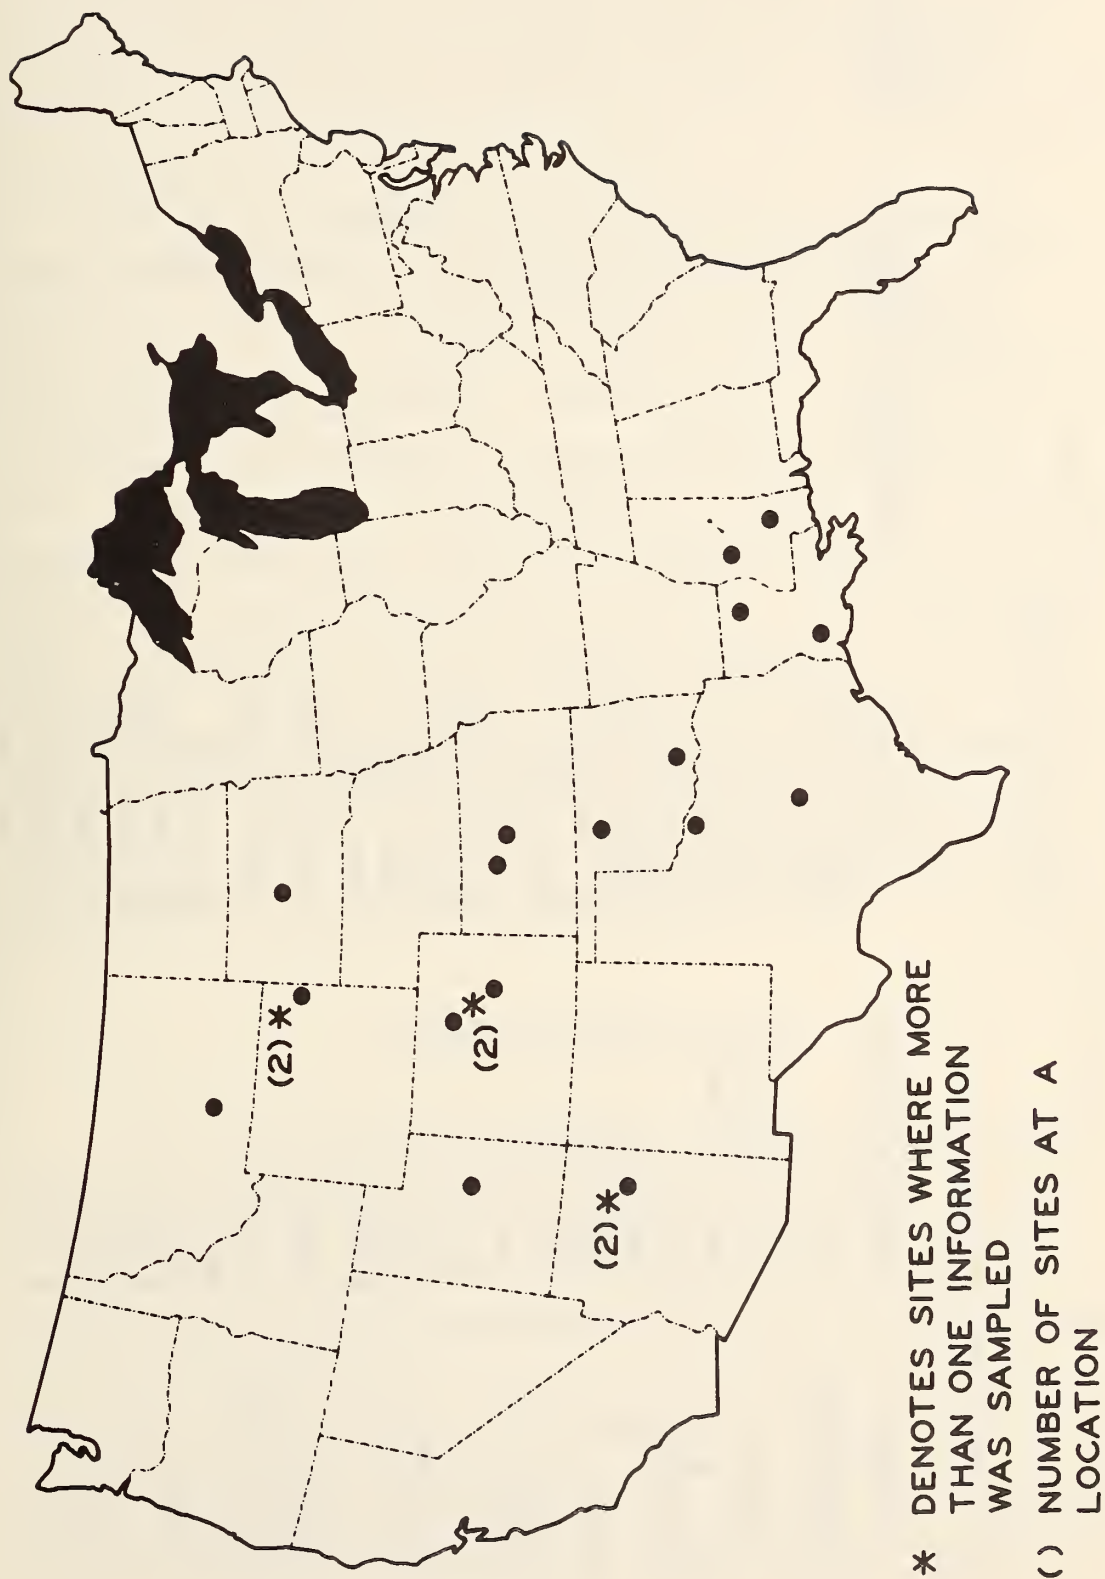 (2)*
(2)*
(2)*
* DENOTES SITES WHERE MORE
THAN ONE INFORMATION
WAS SAMPLED
() NUMBER OF SITES AT A
LOCATION